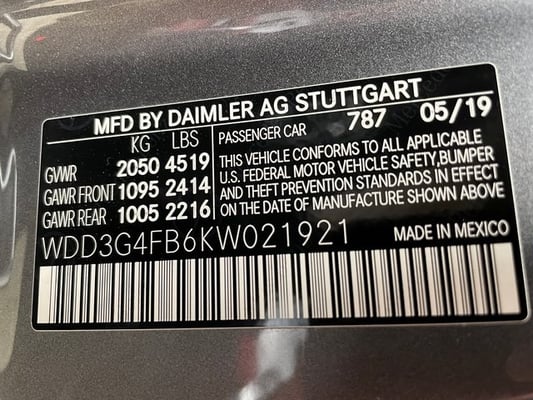 MFD BY DAIMLER AG STUTTGART
KG LBS
GVWR 2050 4519
GAWR FRONT 1095 2414
GAWR REAR 1005 2216
PASSENGER CAR 787 05/19
THIS VEHICLE CONFORMS TO ALL APPLICABLE
U.S. FEDERAL MOTOR VEHICLE SAFETY, BUMPER
AND THEFT PREVENTION STANDARDS IN EFFECT
ON THE DATE OF MANUFACTURE SHOWN ABOVE
WDD3G4FB6KW021921
MADE IN MEXICO